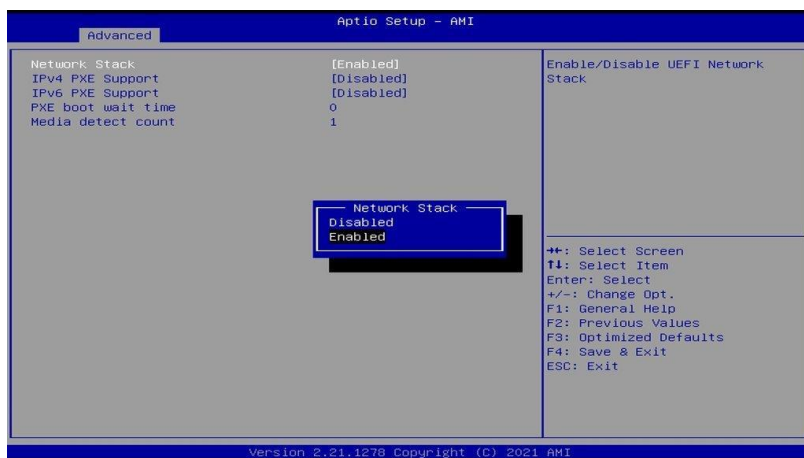 Aptio Setup – AMI
Advanced
Network Stack [Enabled]
IPv4 PXE Support [Disabled]
IPv6 PXE Support [Disabled]
PXE boot wait time 0
Media detect count 1
Enable/Disable UEFI Network
Stack
Network Stack
Disabled
Enabled
→←: Select Screen
↑↓: Select Item
Enter: Select
+/-: Change Opt.
F1: General Help
F2: Previous Values
F3: Optimized Defaults
F4: Save & Exit
ESC: Exit
Version 2.21.1278 Copyright (C) 2021 AMI